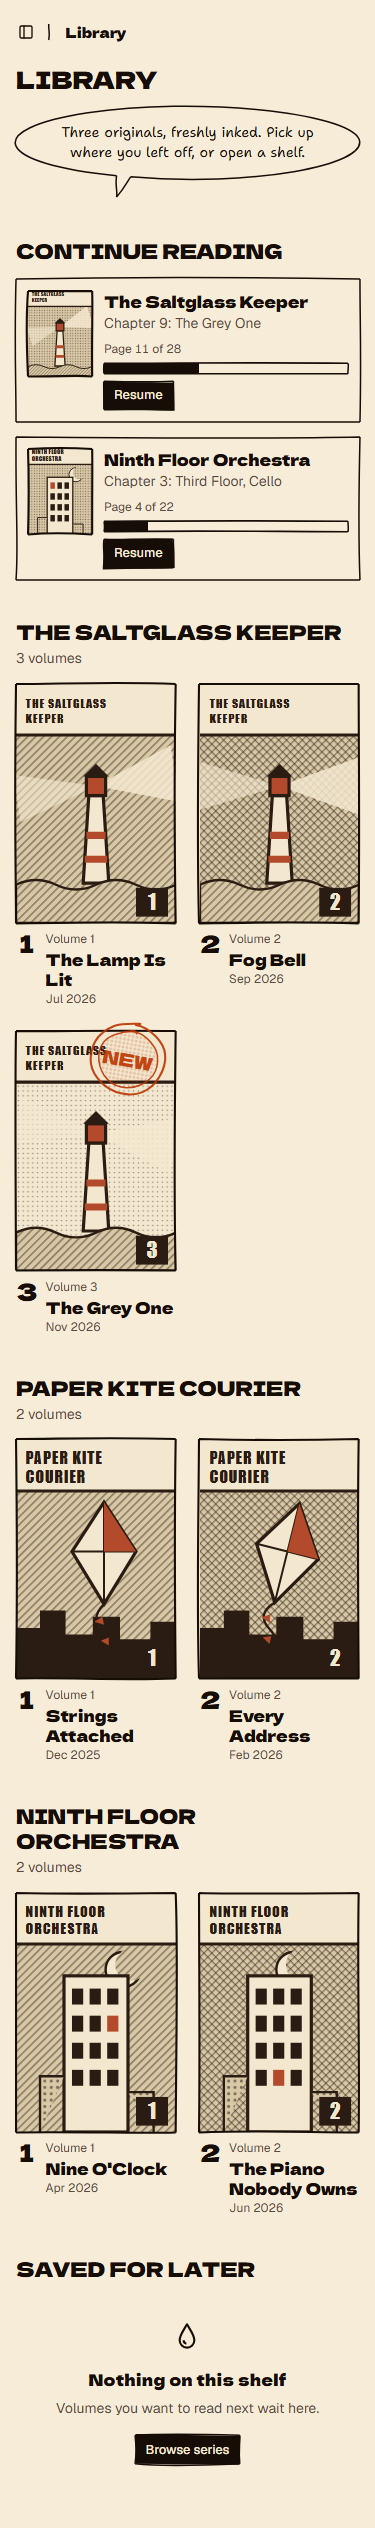 Library
LIBRARY
Three originals, freshly inked. Pick up
where you left off, or open a shelf.
CONTINUE READING
THE SALTGLASS
KEEPER
The Saltglass Keeper
Chapter 9: The Grey One
Page 11 of 28
Resume
NINTH FLOOR
ORCHESTRA
Ninth Floor Orchestra
Chapter 3: Third Floor, Cello
Page 4 of 22
Resume
THE SALTGLASS KEEPER
3 volumes
THE SALTGLASS
KEEPER
1
1
Volume 1
The Lamp Is
Lit
Jul 2026
THE SALTGLASS
KEEPER
2
2
Volume 2
Fog Bell
Sep 2026
THE SALTGLASS
KEEPER
NEW
3
3
Volume 3
The Grey One
Nov 2026
PAPER KITE COURIER
2 volumes
PAPER KITE
COURIER
1
1
Volume 1
Strings
Attached
Dec 2025
PAPER KITE
COURIER
2
2
Volume 2
Every
Address
Feb 2026
NINTH FLOOR
ORCHESTRA
2 volumes
NINTH FLOOR
ORCHESTRA
1
1
Volume 1
Nine O'Clock
Apr 2026
NINTH FLOOR
ORCHESTRA
2
2
Volume 2
The Piano
Nobody Owns
Jun 2026
SAVED FOR LATER
Nothing on this shelf
Volumes you want to read next wait here.
Browse series